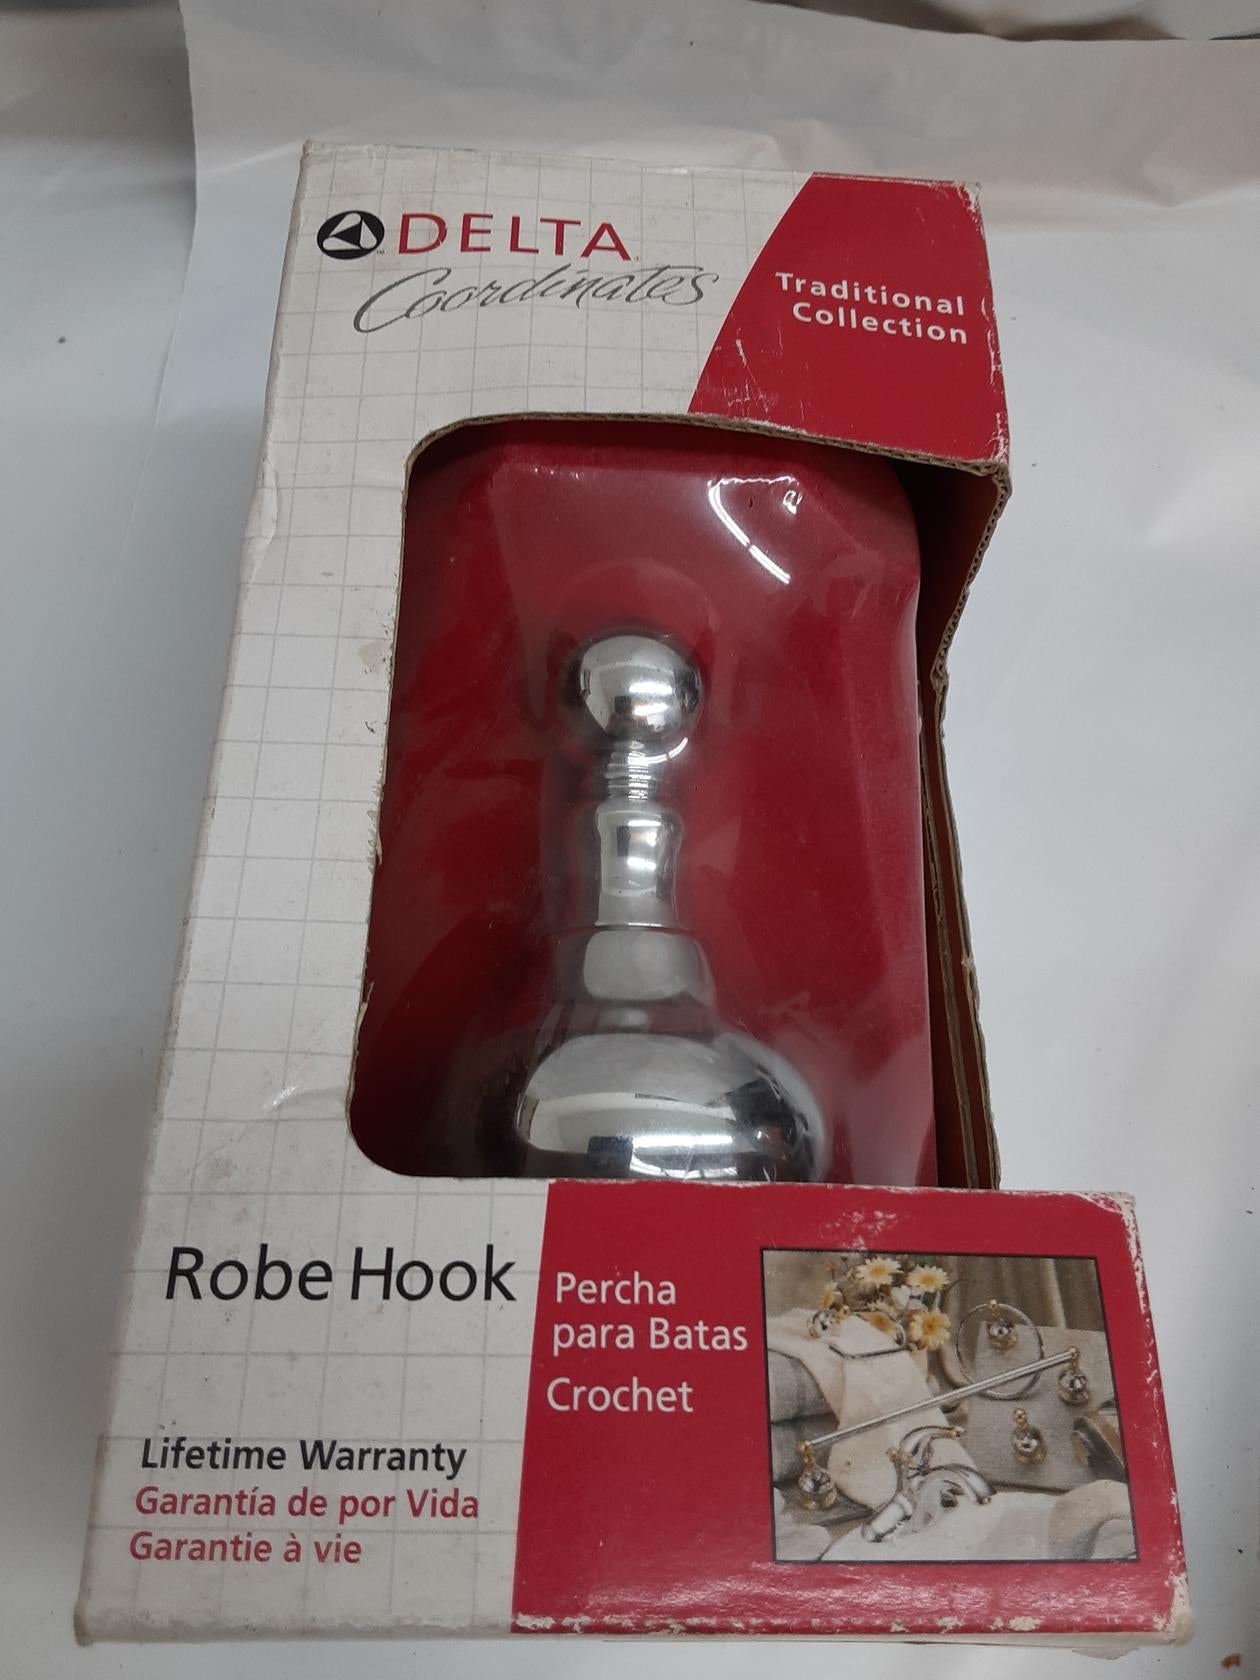 DELTA
Coordinates
Traditional
Collection
Robe Hook
Percha
para Batas
Crochet
Lifetime Warranty
Garantía de por Vida
Garantie à vie